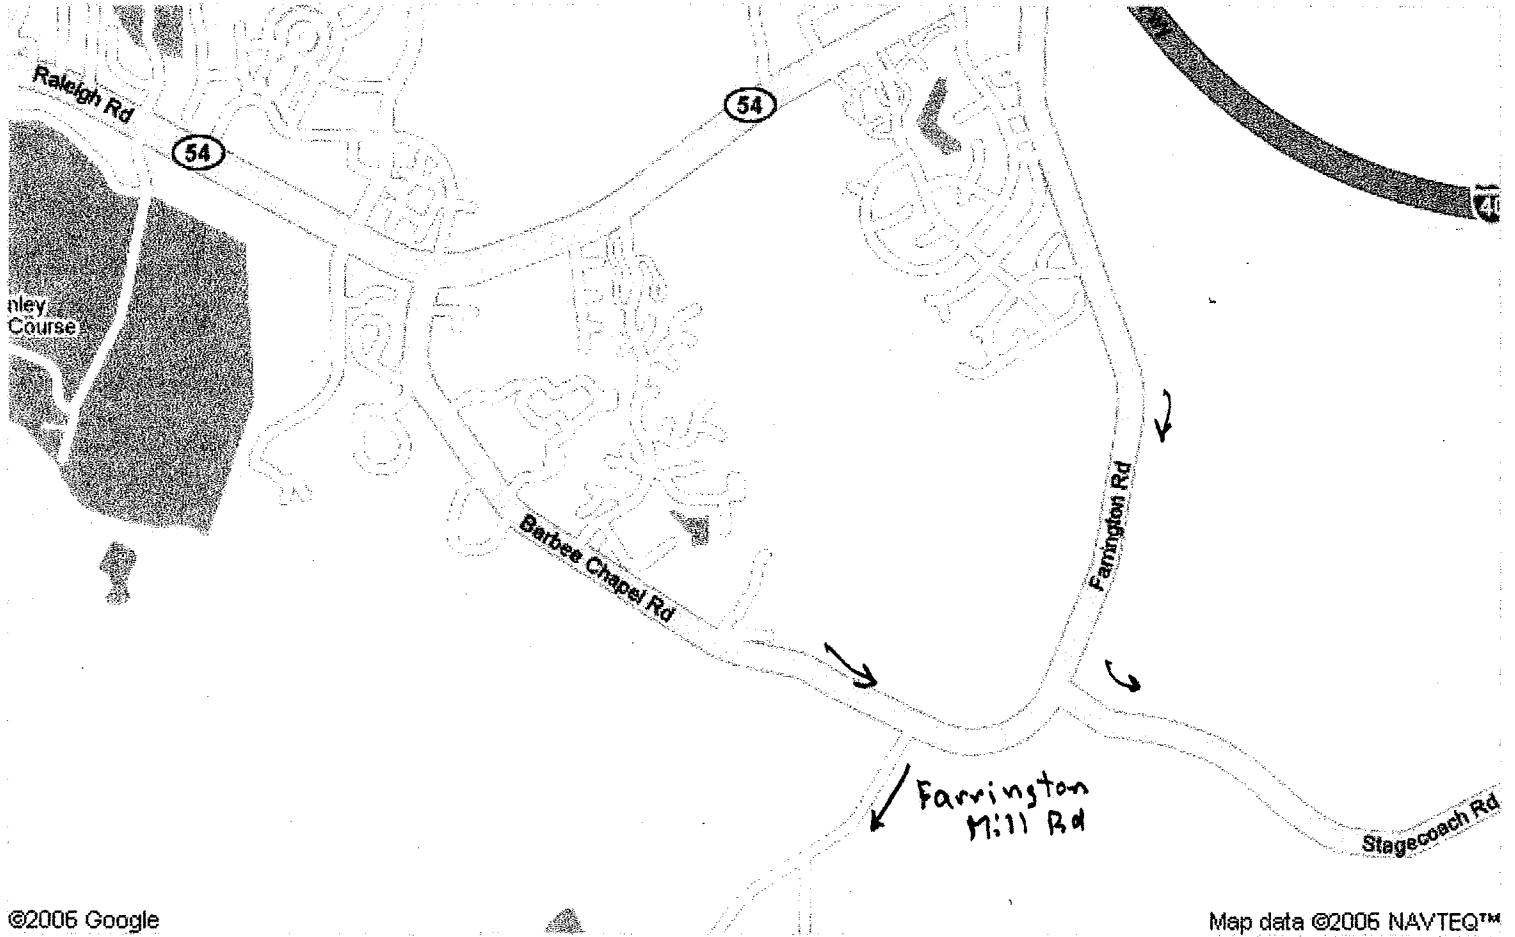 Raleigh Rd
54
54
40
nley
Course
Farrington Rd
Barbee Chapel Rd
Farrington
Mill Rd
Stagecoach Rd
©2006 Google
Map data ©2006 NAVTEQ™